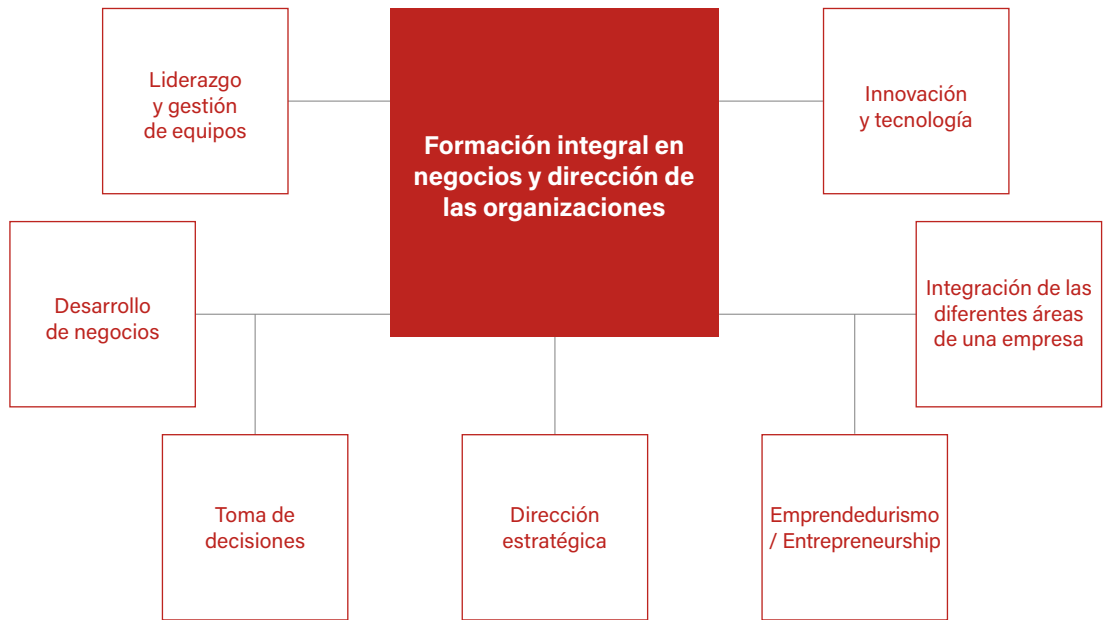 Liderazgo
y gestión
de equipos
Formación integral en
negocios y dirección de
las organizaciones
Innovación
y tecnología
Desarrollo
de negocios
Integración de las
diferentes áreas
de una empresa
Toma de
decisiones
Dirección
estratégica
Emprendedurismo
/ Entrepreneurship